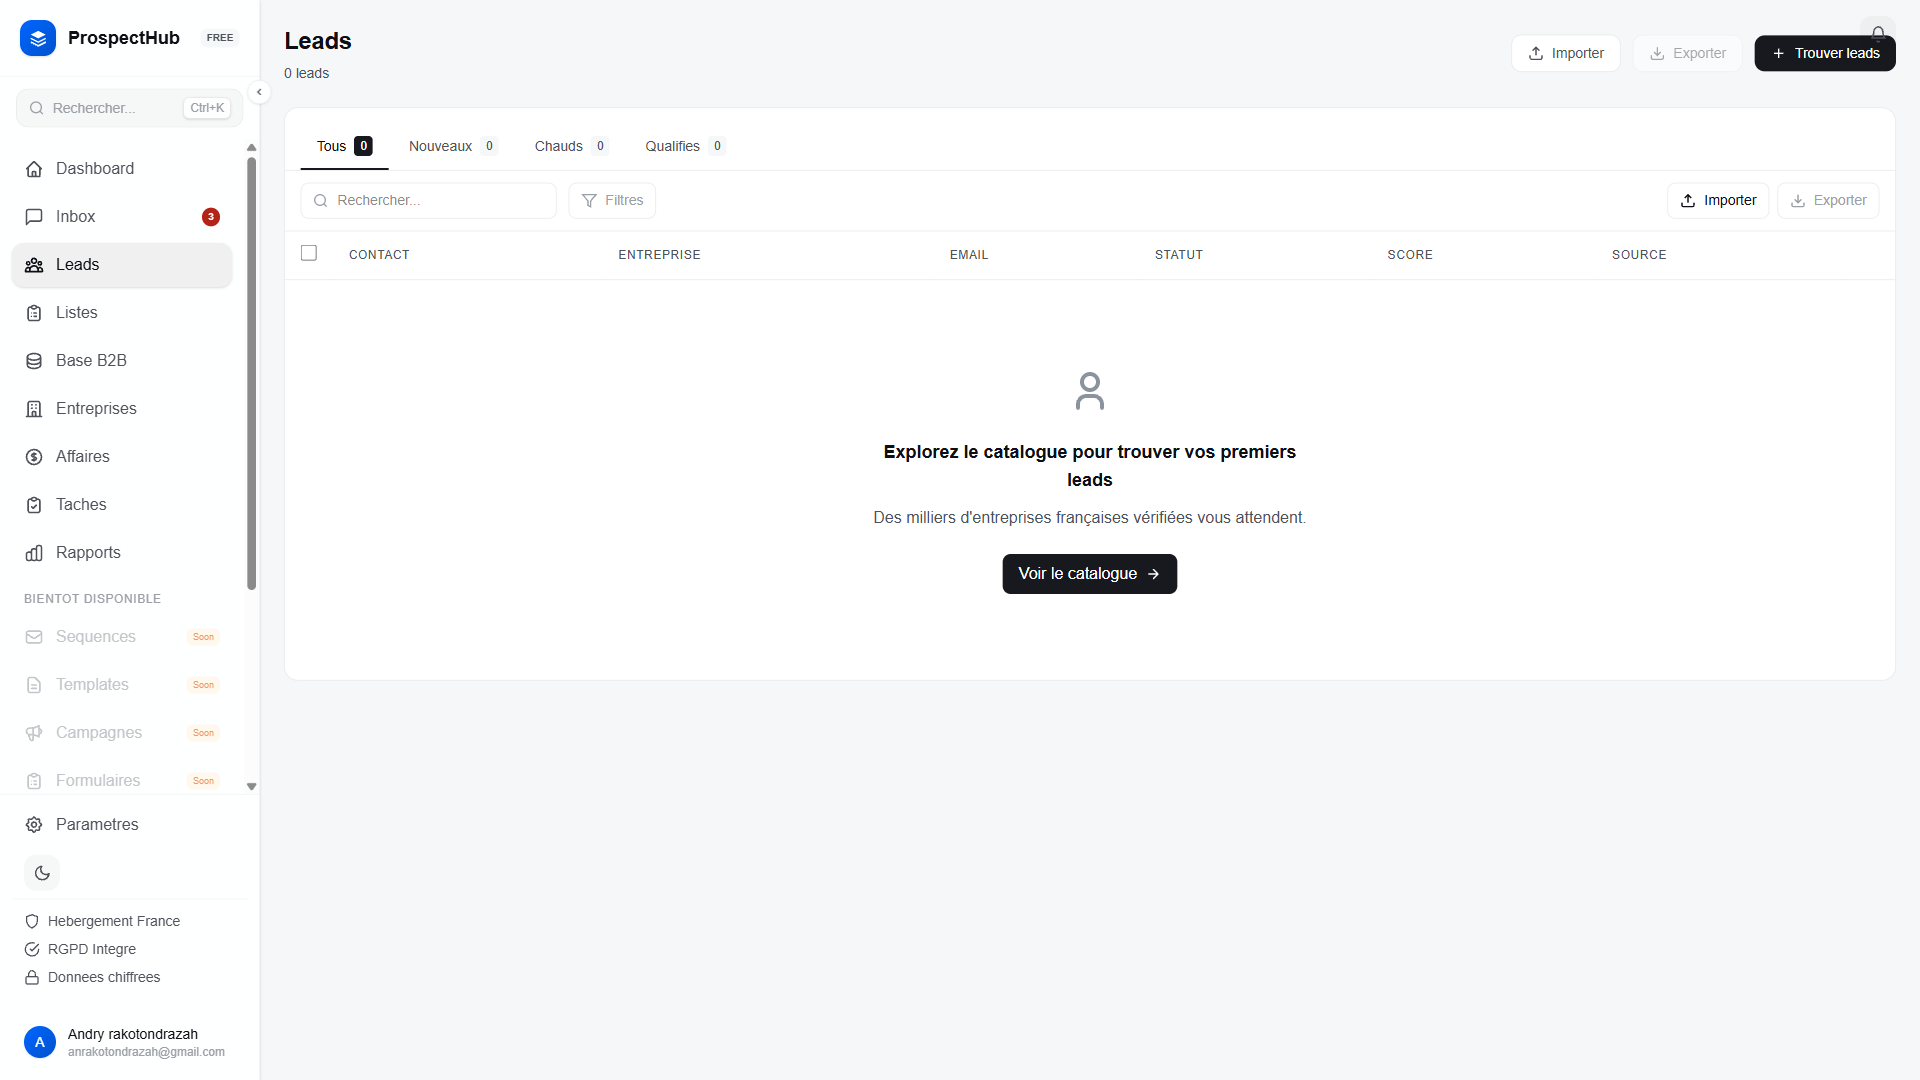 ProspectHub FREE
Rechercher... Ctrl+K
Dashboard
Inbox 3
Leads
Listes
Base B2B
Entreprises
Affaires
Taches
Rapports
BIENTOT DISPONIBLE
Sequences Soon
Templates Soon
Campagnes Soon
Formulaires Soon
Parametres
Hebergement France
RGPD Integre
Donnees chiffrees
A
Andry rakotondrazah
anrakotondrazah@gmail.com
Leads
0 leads
Importer Exporter Trouver leads
Tous 0 Nouveaux 0 Chauds 0 Qualifies 0
Rechercher... Filtres Importer Exporter
CONTACT ENTREPRISE EMAIL STATUT SCORE SOURCE
Explorez le catalogue pour trouver vos premiers
leads
Des milliers d'entreprises françaises vérifiées vous attendent.
Voir le catalogue